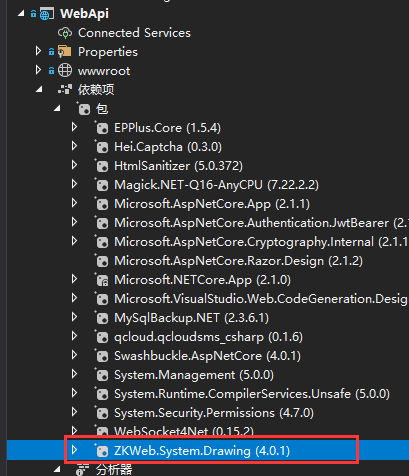 WebApi
Connected Services
Properties
wwwroot
依赖项
包
EPPlus.Core (1.5.4)
Hei.Captcha (0.3.0)
HtmlSanitizer (5.0.372)
Magick.NET-Q16-AnyCPU (7.22.2.2)
Microsoft.AspNetCore.App (2.1.1)
Microsoft.AspNetCore.Authentication.JwtBearer (2.
Microsoft.AspNetCore.Cryptography.Internal (2.1.1
Microsoft.AspNetCore.Razor.Design (2.1.2)
Microsoft.NETCore.App (2.1.0)
Microsoft.VisualStudio.Web.CodeGeneration.Design
MySqlBackup.NET (2.3.6.1)
qcloud.qcloudsms_csharp (0.1.6)
Swashbuckle.AspNetCore (4.0.1)
System.Management (5.0.0)
System.Runtime.CompilerServices.Unsafe (5.0.0)
System.Security.Permissions (4.7.0)
WebSocket4Net (0.15.2)
ZKWeb.System.Drawing (4.0.1)
分析器